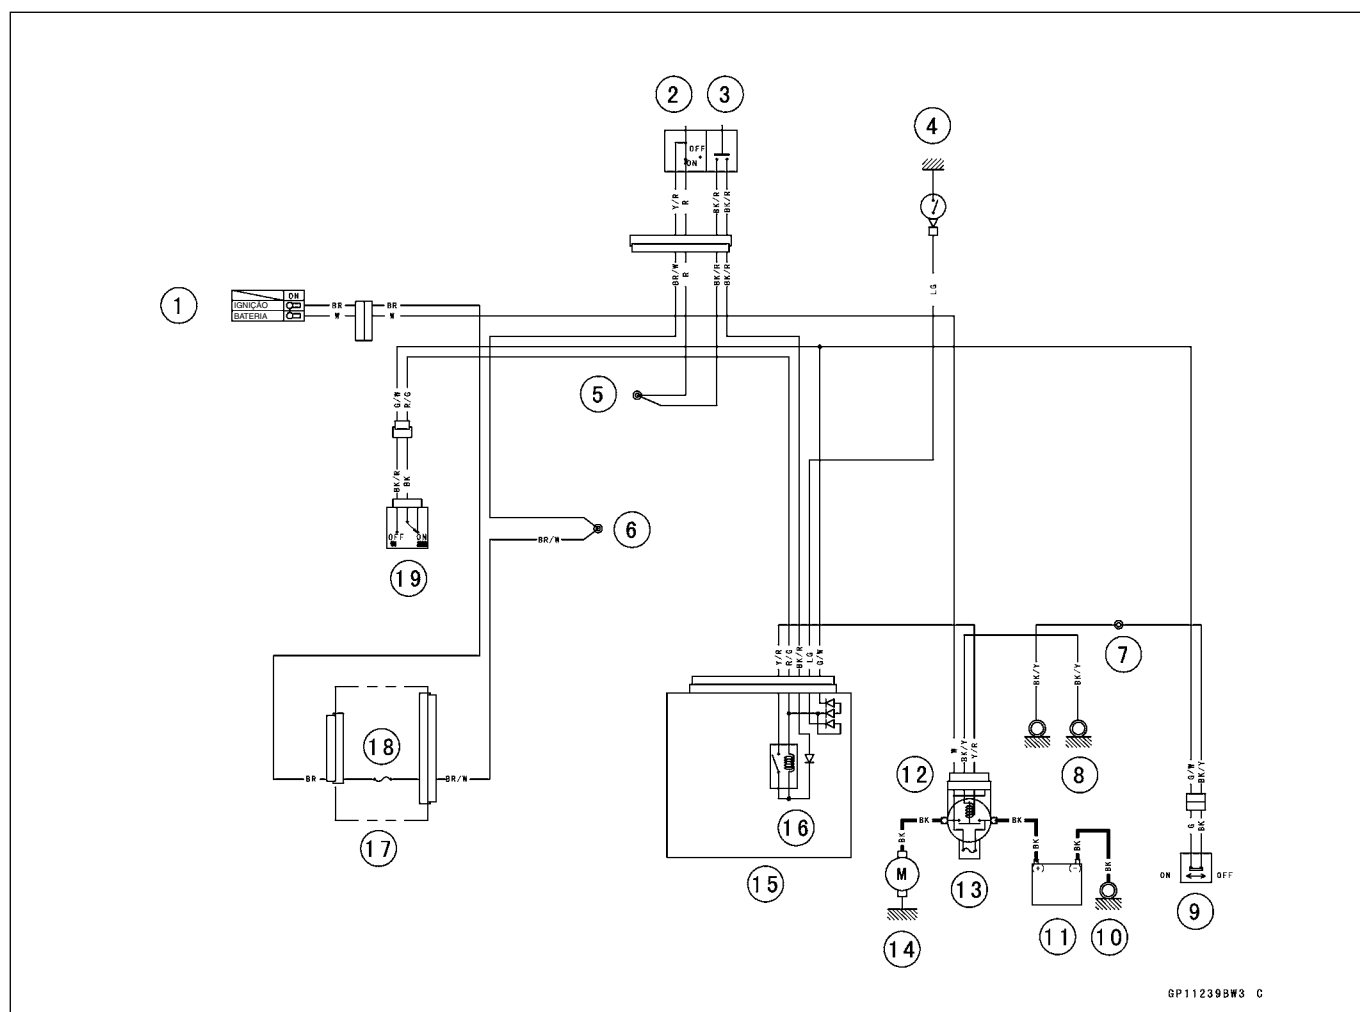 2 3
4
OFF
ON
Y/R R BK/R BK/R
BR/W R BK/R BK/R
LG
1
ON
IGNIÇÃO BR BR
BATERIA W W
5
G/W R/G
BK/R BK
OFF ON
6
BR/W
19
7
Y/R R/G BK/R LG G/W
BK/Y BK/Y
18
BR BR/W
8
W BK/Y Y/R
G/W BK/Y
12
16
BK BK
G BK
17
BK M
BK (+) BK (-) BK
13
15
ON OFF
9
14
11 10
GP11239BW3 C